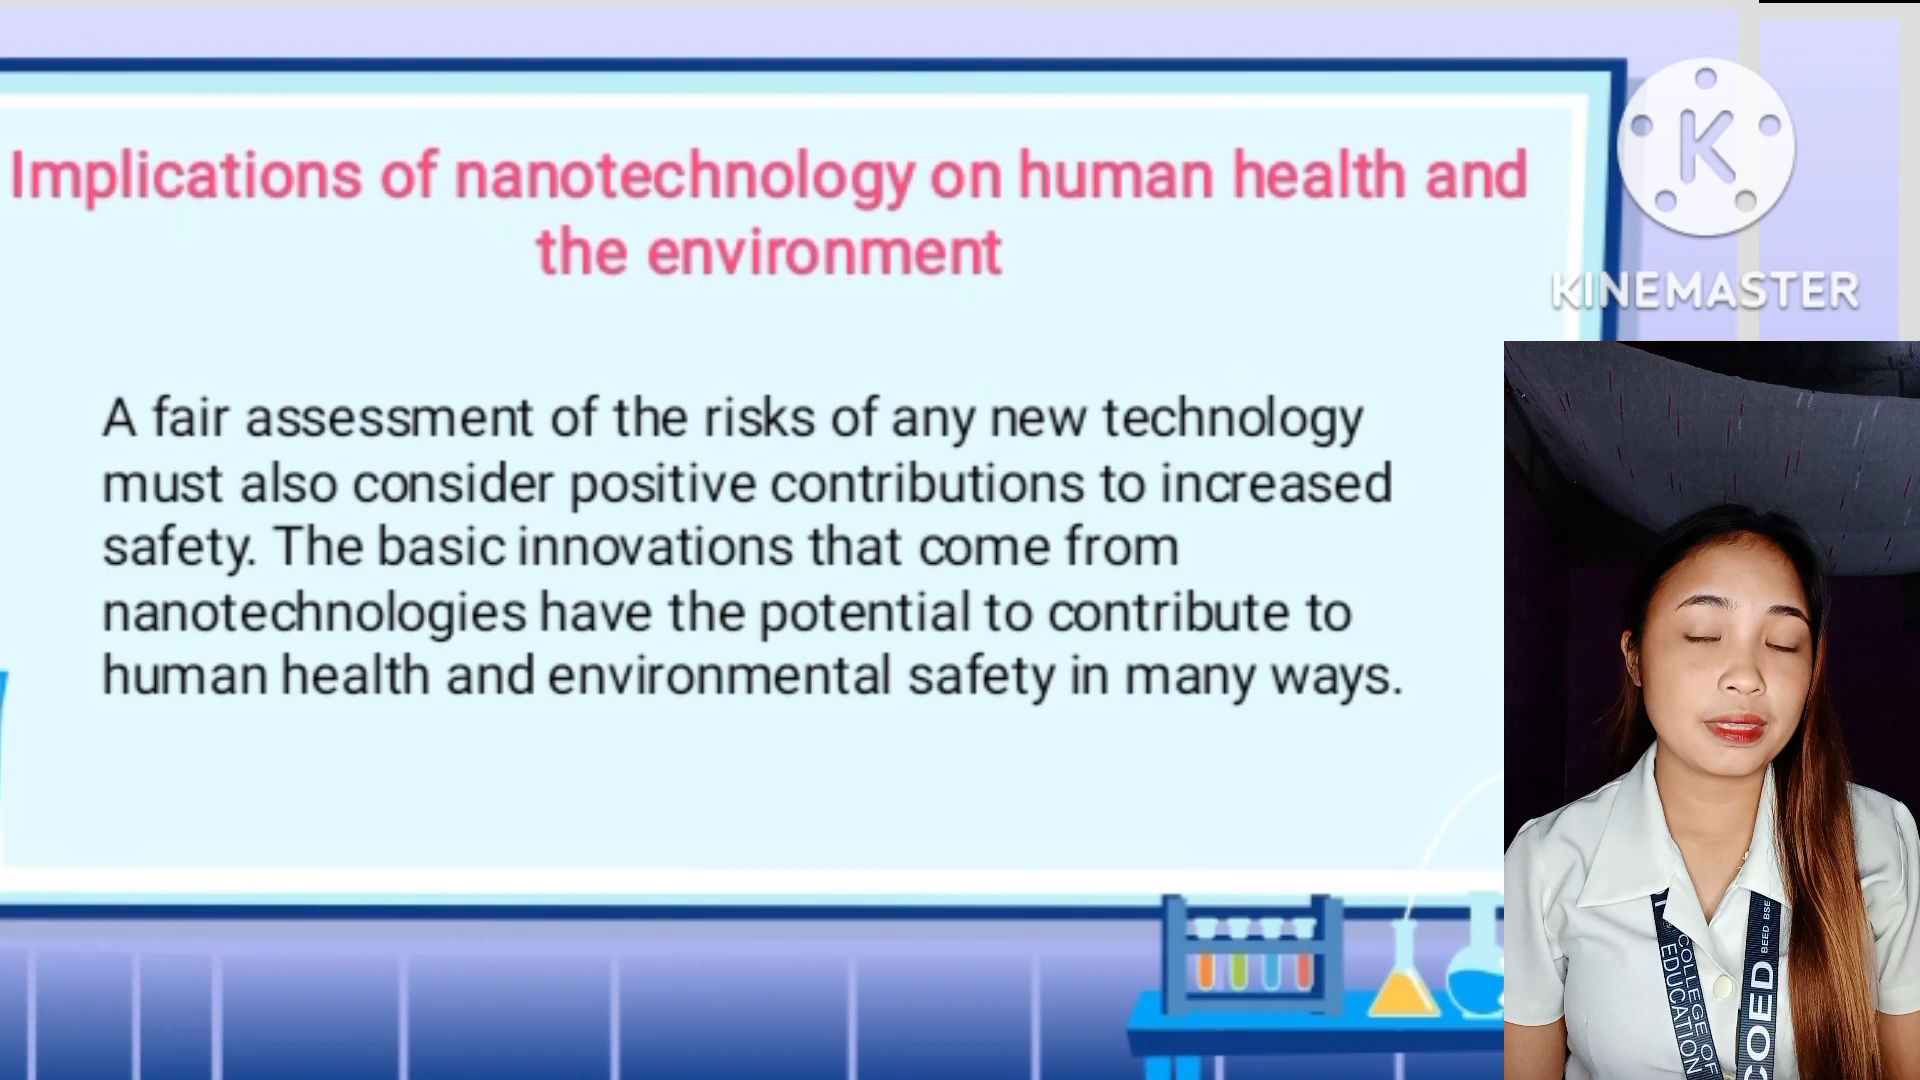 Implications of nanotechnology on human health and
the environment
K
KINEMASTER
A fair assessment of the risks of any new technology
must also consider positive contributions to increased
safety. The basic innovations that come from
nanotechnologies have the potential to contribute to
human health and environmental safety in many ways.
COLLEGE OF
EDUCATION
COED
BEED BSE